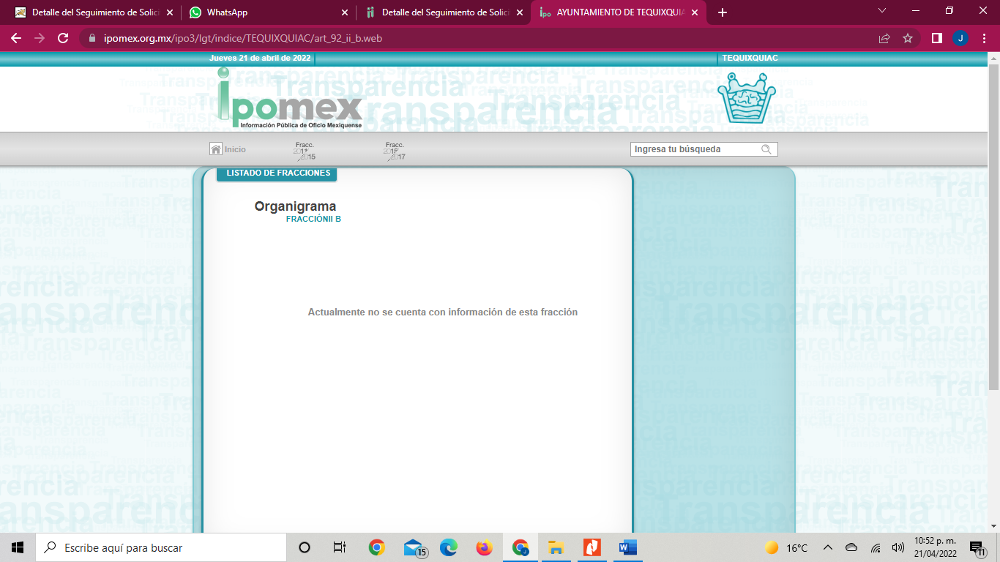 Detalle del Seguimiento de Solici
WhatsApp
Detalle del Seguimiento de Solici
AYUNTAMIENTO DE TEQUIXQUIA
ipomex.org.mx/ipo3/lgt/indice/TEQUIXQUIAC/art_92_ii_b.web
J
Jueves 21 de abril de 2022
TEQUIXQUIAC
Transparencia
ipomex
Información Pública de Oficio Mexiquense
Inicio
Fracc.
2015
Fracc.
2017
Ingresa tu búsqueda
LISTADO DE FRACCIONES
Organigrama
FRACCIÓNII B
Actualmente no se cuenta con información de esta fracción
Escribe aquí para buscar
15
16°C
10:52 p. m.
21/04/2022
11